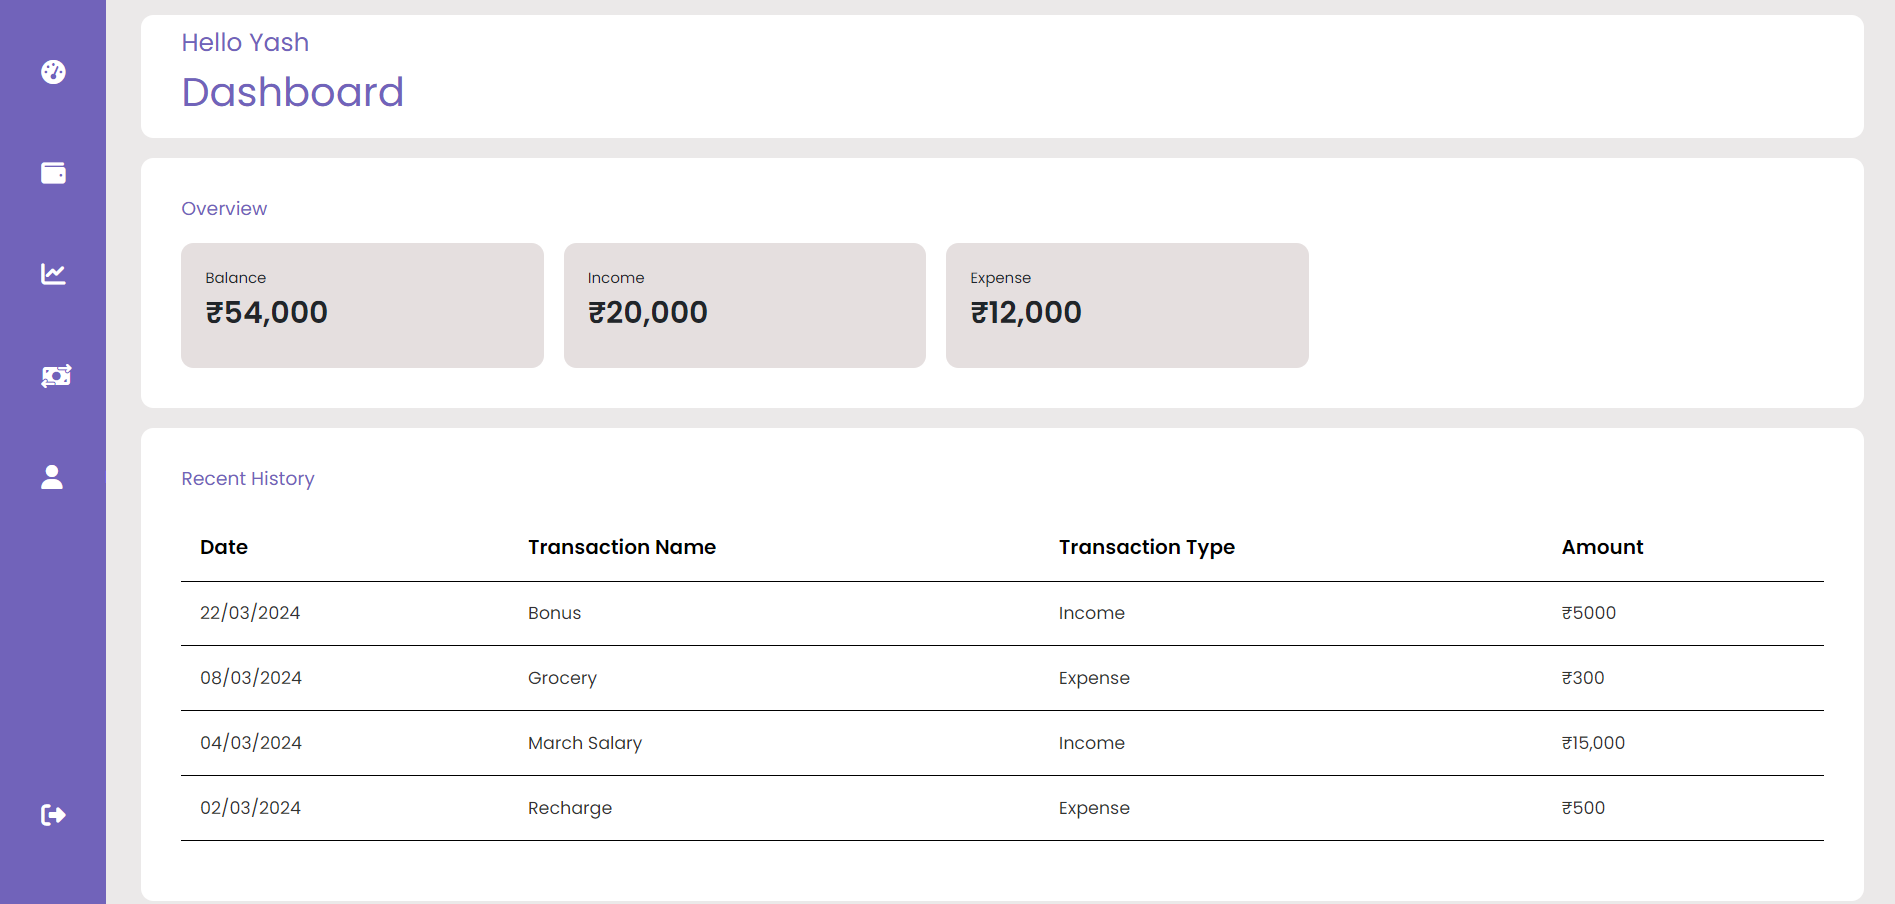 Hello Yash
Dashboard
Overview
Balance
₹54,000
Income
₹20,000
Expense
₹12,000
Recent History
Date Transaction Name Transaction Type Amount
22/03/2024 Bonus Income ₹5000
08/03/2024 Grocery Expense ₹300
04/03/2024 March Salary Income ₹15,000
02/03/2024 Recharge Expense ₹500